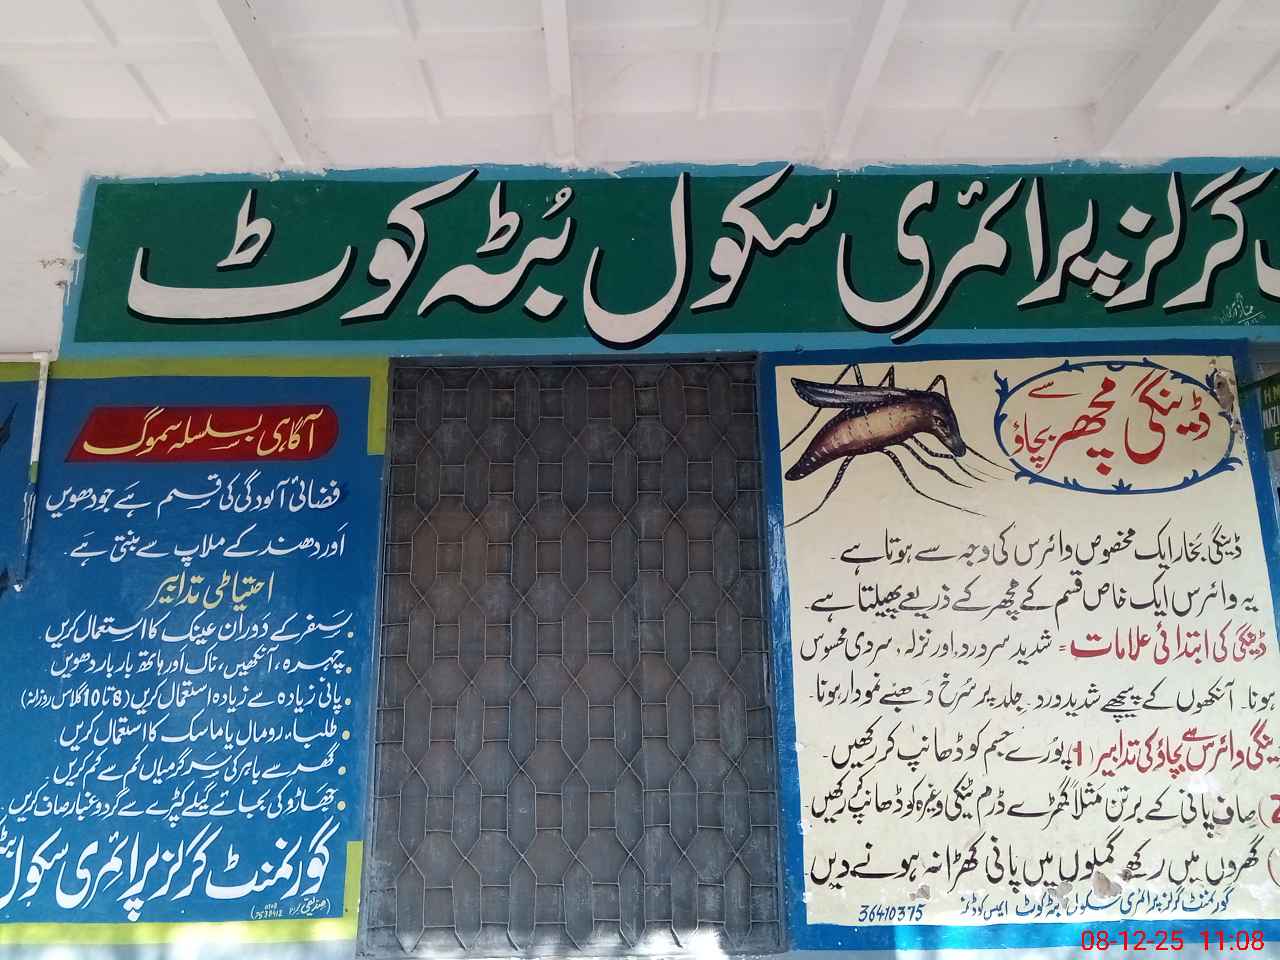 گرلز پرائمری سکول بُٹہ کوٹ
ڈینگی مچھر سے بچاؤ
ڈینگی بخار ایک مخصوص وائرس کی وجہ سے ہوتا ہے۔
یہ وائرس ایک خاص قسم کے مچھر کے ذریعے پھیلتا ہے۔
ڈینگی کی ابتدائی علامات = شدید سر درد، اور نزلہ، سردی محسوس
ہونا۔ آنکھوں کے پیچھے شدید درد۔ جلد پر سرخ دھبے نمودار ہونا۔
وائرس سے بچاؤ کی تدابیر (1) پورے جسم کو ڈھانپ کر رکھیں۔
2) صاف پانی کے برتن مثلاً گھڑے ڈرم ٹینکی وغیرہ کو ڈھانپ کر رکھیں۔
) گھروں میں رکھے گملوں میں پانی کھڑا نہ ہونے دیں
گورنمنٹ گرلز پرائمری سکول بٹہ کوٹ ایمس کوڈ نمبر 36410375
آگاہی بسلسلہ سموگ
فضائی آلودگی کی قسم ہے جو دھویں
اور دھند کے ملاپ سے بنتی ہے۔
احتیاطی تدابیر
• سفر کے دوران عینک کا استعمال کریں۔
• چہرہ، آنکھیں، ناک اور ہاتھ بار بار دھویں
• پانی زیادہ سے زیادہ استعمال کریں (8 تا 10 گلاس روزانہ)
• طلباء رومال یا ماسک کا استعمال کریں۔
• گھر سے باہر کی سرگرمیاں کم سے کم کریں۔
• جھاڑو کی بجائے گیلے کپڑے سے گرد و غبار صاف کریں۔
گورنمنٹ گرلز پرائمری سکول
08-12-25 11:08